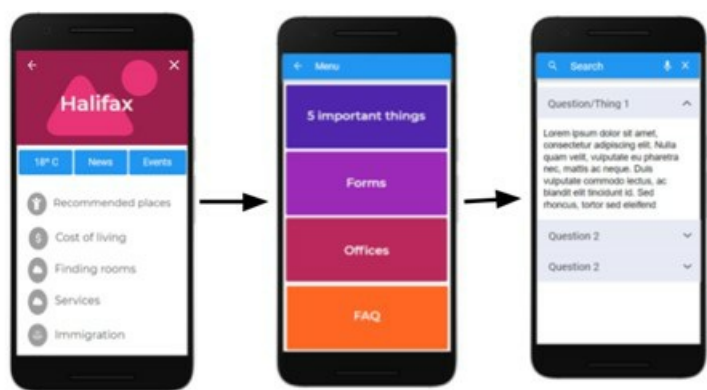 Halifax
18° C News Events
Recommended places
Cost of living
Finding rooms
Services
Immigration
Menu
5 important things
Forms
Offices
FAQ
Search
Question/Thing 1
Lorem ipsum dolor sit amet,
consectetur adipiscing elit. Nulla
quam velit, vulputate eu pharetra
nec, mattis ac neque. Duis
vulputate commodo lectus, ac
blandit elit tincidunt id. Sed
rhoncus, tortor sed eleifend
Question 2
Question 2